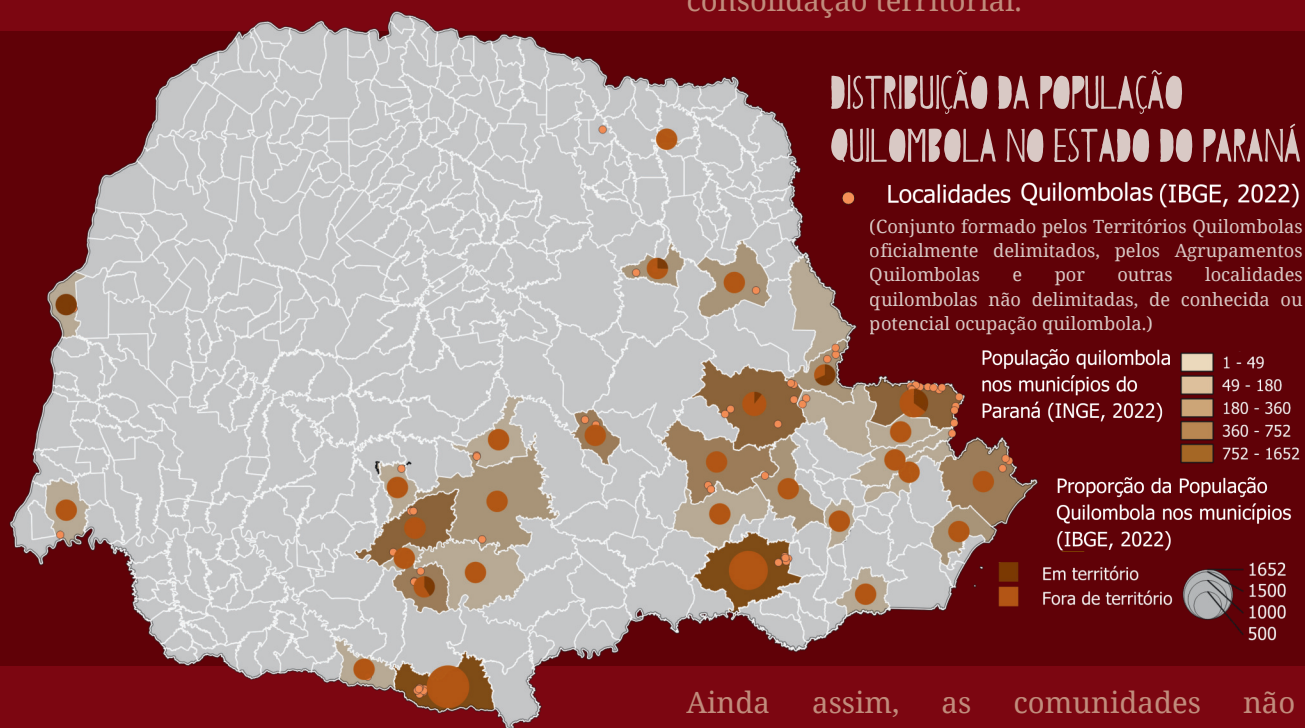 consolidação territorial.
DISTRIBUIÇÃO DA POPULAÇÃO
QUILOMBOLA NO ESTADO DO PARANÁ
Localidades Quilombolas (IBGE, 2022)
(Conjunto formado pelos Territórios Quilombolas
oficialmente delimitados, pelos Agrupamentos
Quilombolas e por outras localidades
quilombolas não delimitadas, de conhecida ou
potencial ocupação quilombola.)
População quilombola
nos municípios do
Paraná (INGE, 2022)
1 - 49
49 - 180
180 - 360
360 - 752
752 - 1652
Proporção da População
Quilombola nos municípios
(IBGE, 2022)
Em território
Fora de território
1652
1500
1000
500
Ainda assim, as comunidades não